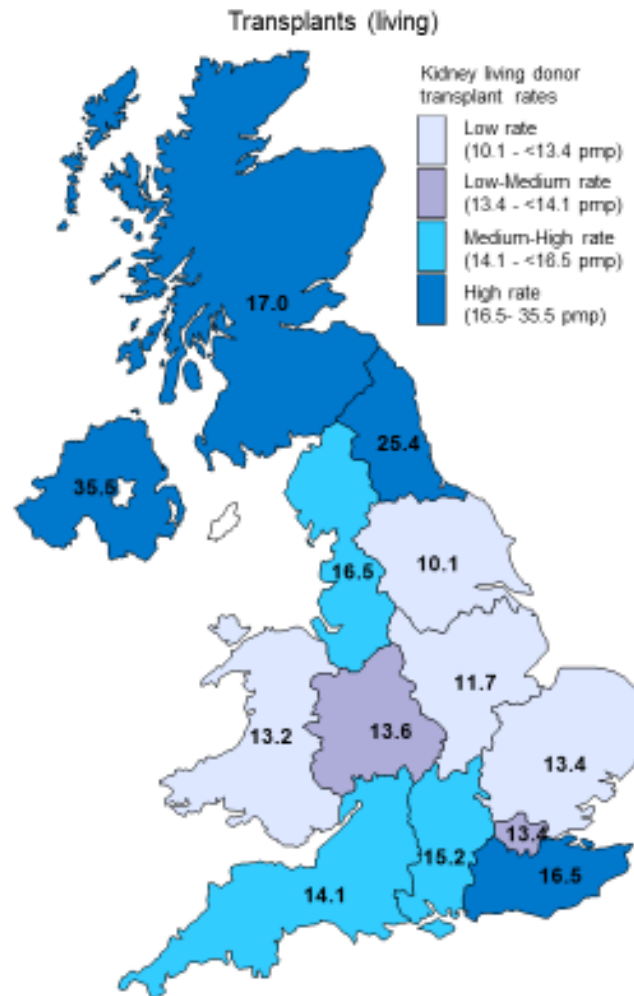 Transplants (living)
Kidney living donor
transplant rates
Low rate
(10.1 - <13.4 pmp)
Low-Medium rate
(13.4 - <14.1 pmp)
Medium-High rate
(14.1 - <16.5 pmp)
High rate
(16.5- 35.5 pmp)
17.0
25.4
35.5
16.5
10.1
11.7
13.2
13.6
13.4
13.4
15.2
16.5
14.1